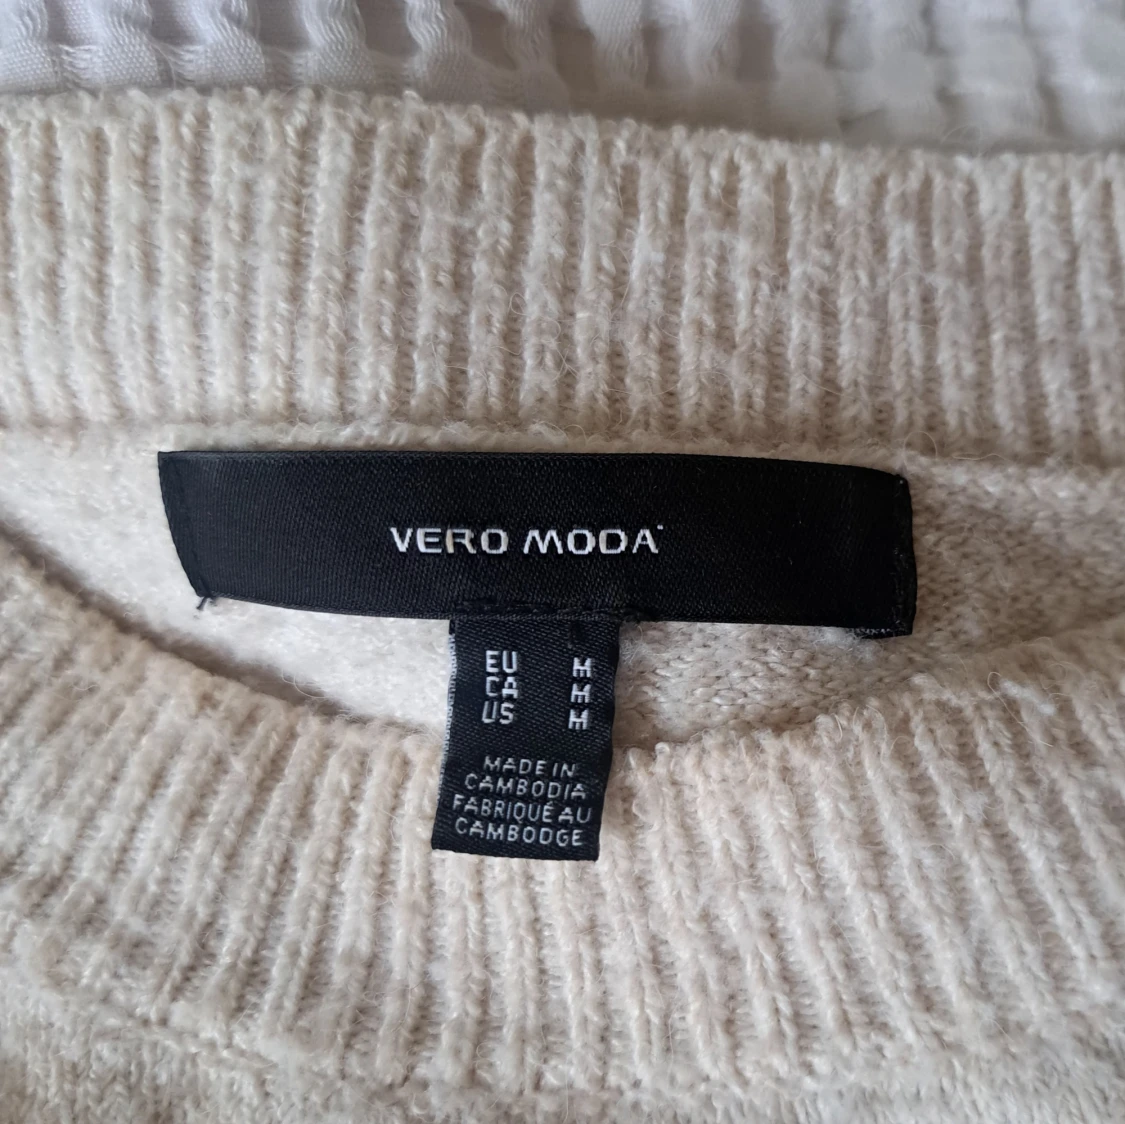 VERO MODA
EU M
CA M
US M
MADE IN
CAMBODIA
FABRIQUÉ AU
CAMBODGE